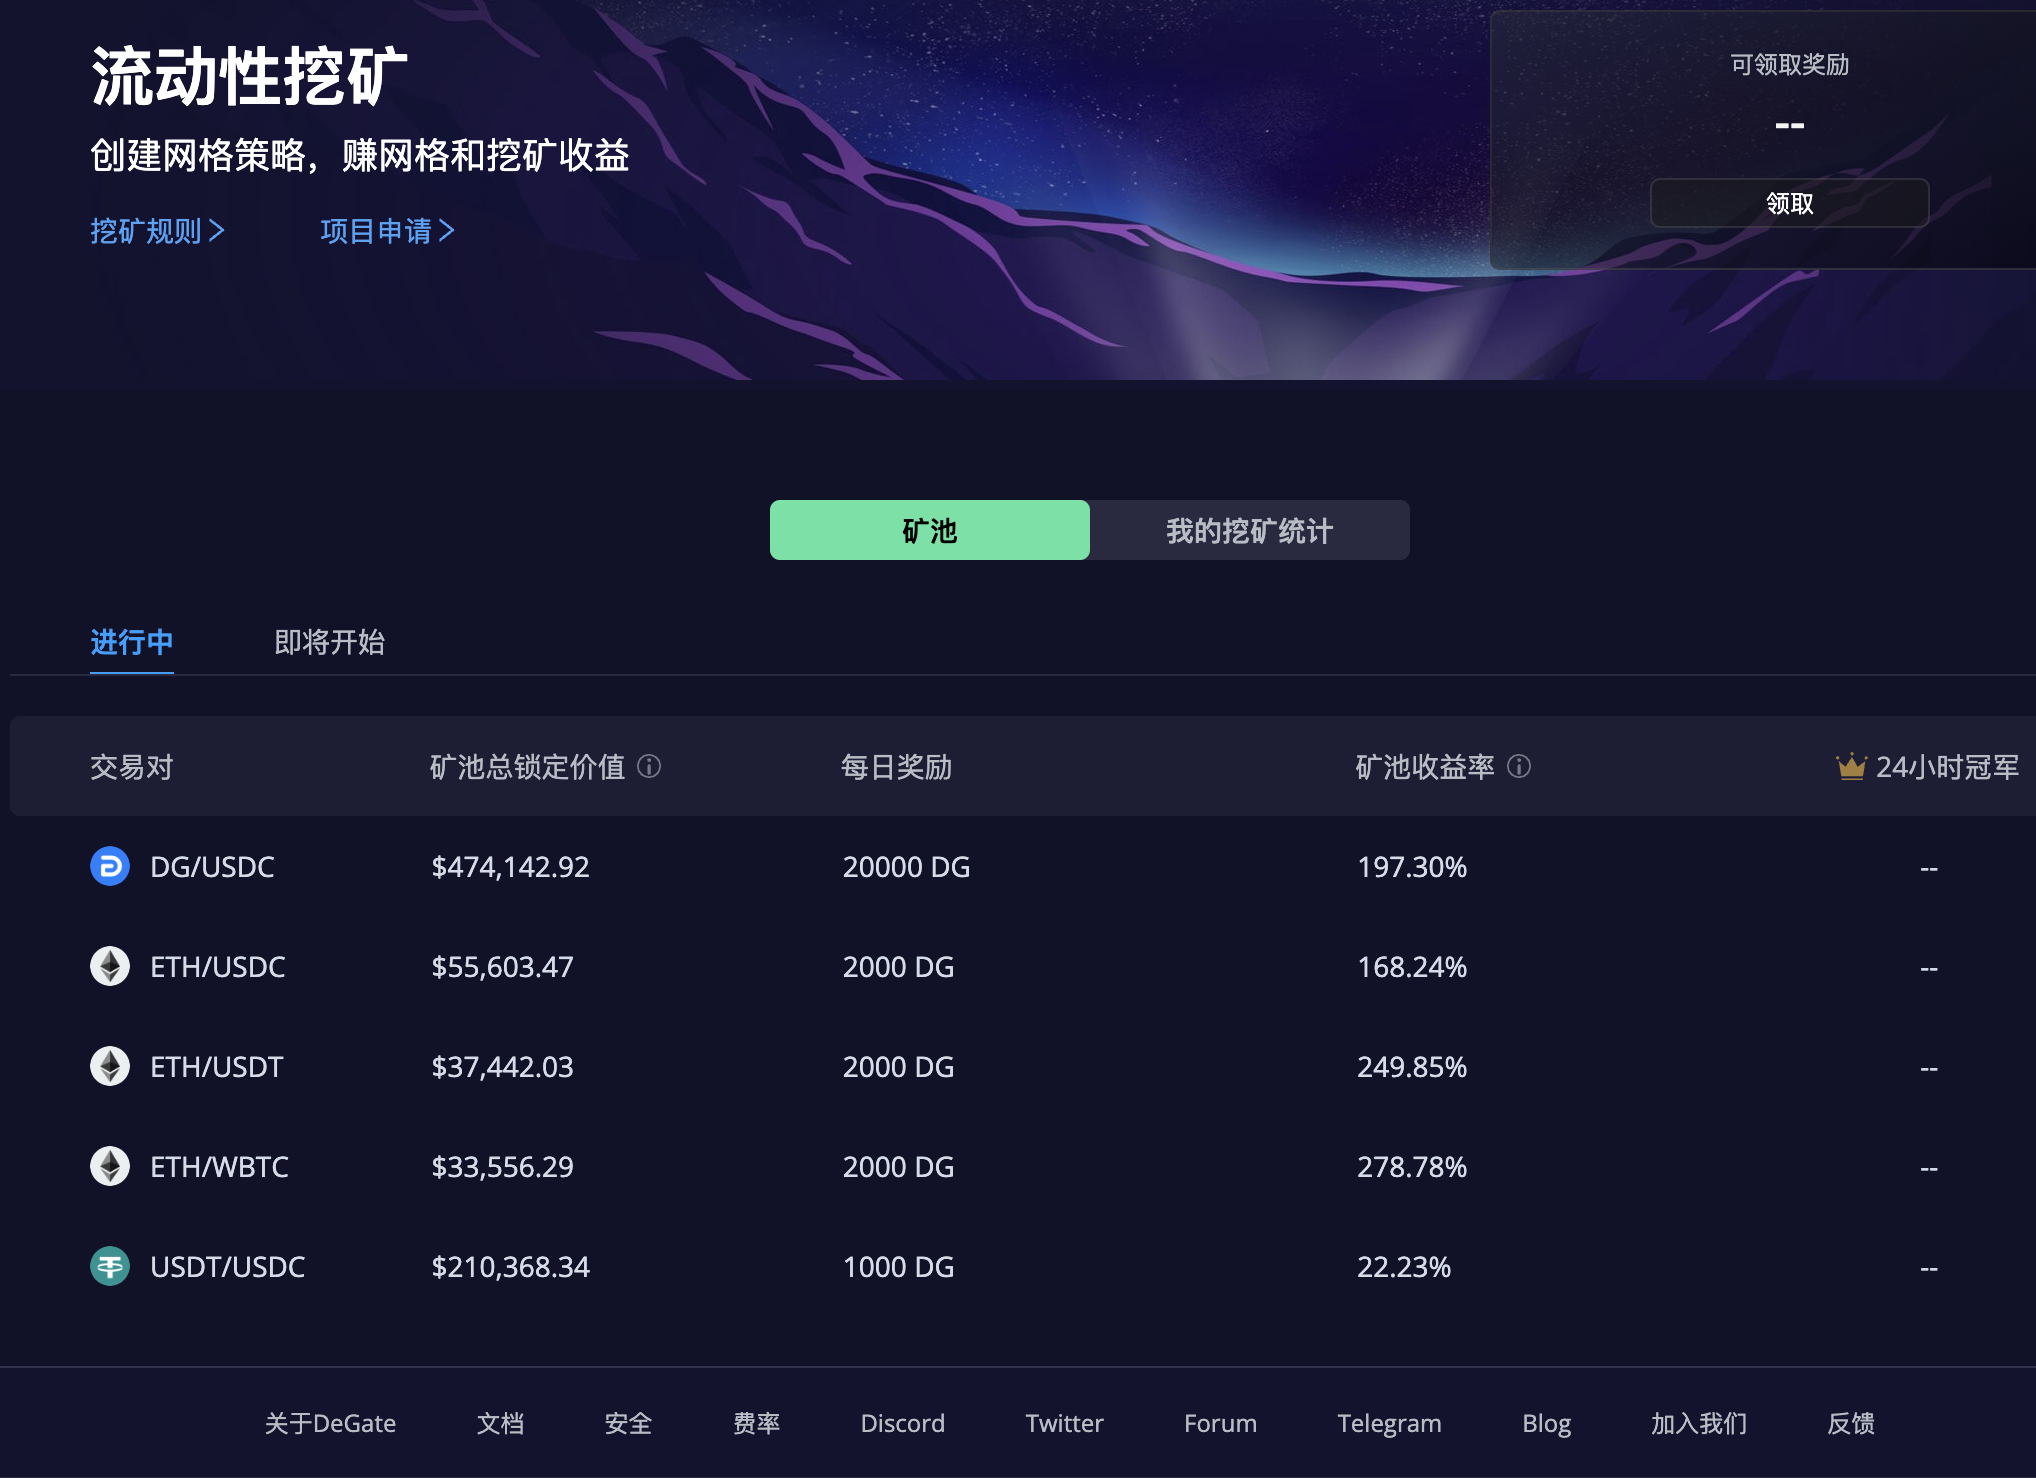 流动性挖矿
创建网格策略，赚网格和挖矿收益
挖矿规则 项目申请
可领取奖励
--
领取
矿池 我的挖矿统计
进行中 即将开始
交易对 矿池总锁定价值 每日奖励 矿池收益率 24小时冠军
DG/USDC $474,142.92 20000 DG 197.30% --
ETH/USDC $55,603.47 2000 DG 168.24% --
ETH/USDT $37,442.03 2000 DG 249.85% --
ETH/WBTC $33,556.29 2000 DG 278.78% --
USDT/USDC $210,368.34 1000 DG 22.23% --
关于DeGate 文档 安全 费率 Discord Twitter Forum Telegram Blog 加入我们 反馈